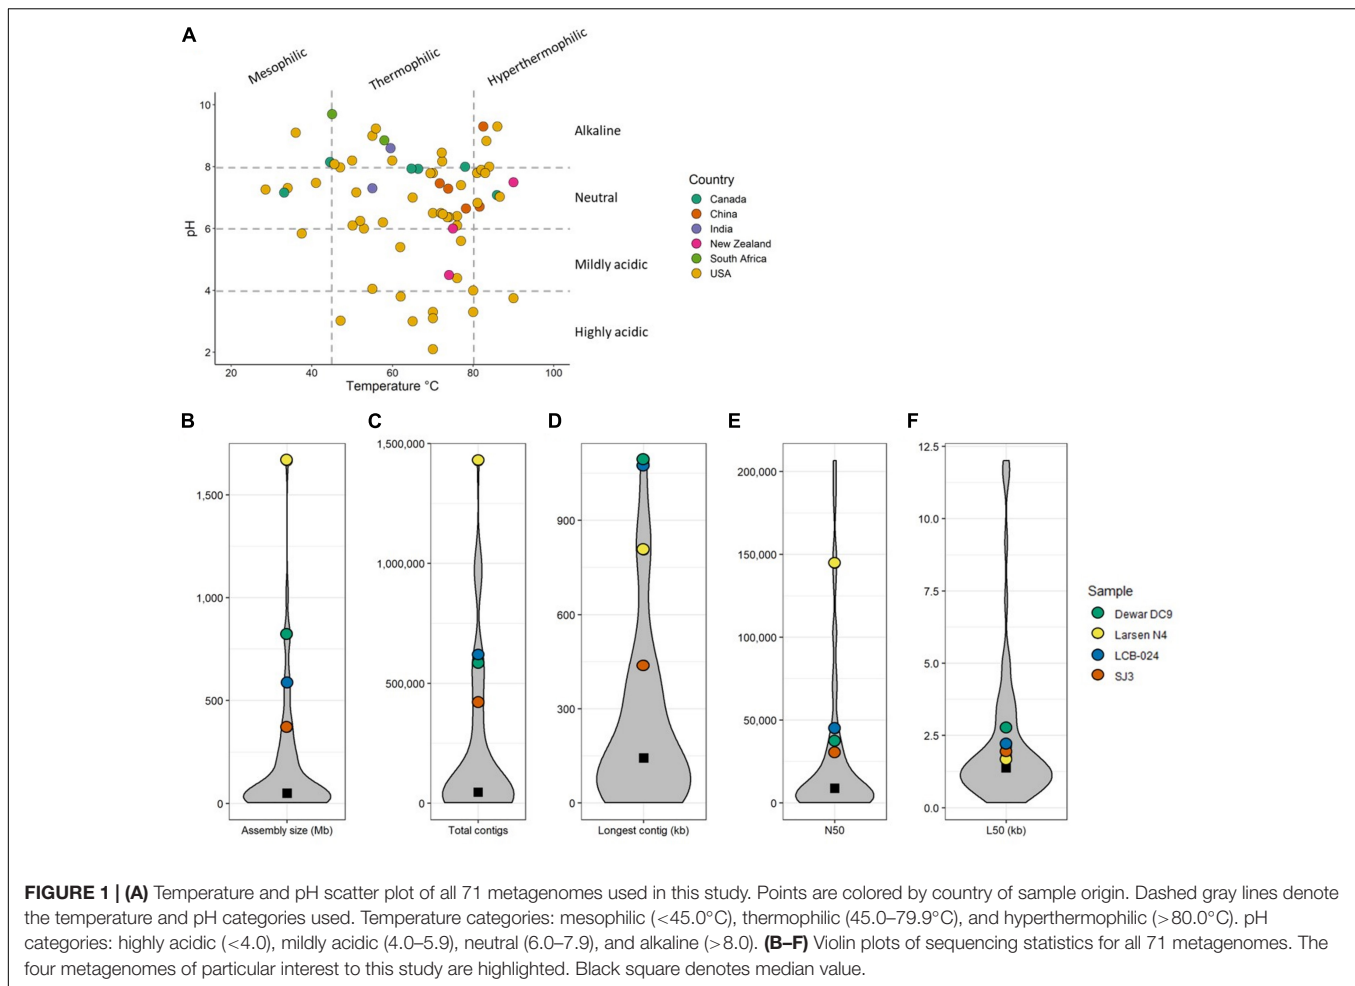 A
Mesophilic
Thermophilic
Hyperthermophilic
10
8
6
4
2
pH
20
40
60
80
100
Temperature °C
Alkaline
Neutral
Mildly acidic
Highly acidic
Country
Canada
China
India
New Zealand
South Africa
USA
B
1,500
1,000
500
0
Assembly size (Mb)
C
1,500,000
1,000,000
500,000
0
Total contigs
D
900
600
300
0
Longest contig (kb)
E
200,000
150,000
100,000
50,000
0
N50
F
12.5
10.0
7.5
5.0
2.5
0.0
L50 (kb)
Sample
Dewar DC9
Larsen N4
LCB-024
SJ3
FIGURE 1 | (A) Temperature and pH scatter plot of all 71 metagenomes used in this study. Points are colored by country of sample origin. Dashed gray lines denote
the temperature and pH categories used. Temperature categories: mesophilic (<45.0°C), thermophilic (45.0–79.9°C), and hyperthermophilic (>80.0°C). pH
categories: highly acidic (<4.0), mildly acidic (4.0–5.9), neutral (6.0–7.9), and alkaline (>8.0). (B–F) Violin plots of sequencing statistics for all 71 metagenomes. The
four metagenomes of particular interest to this study are highlighted. Black square denotes median value.